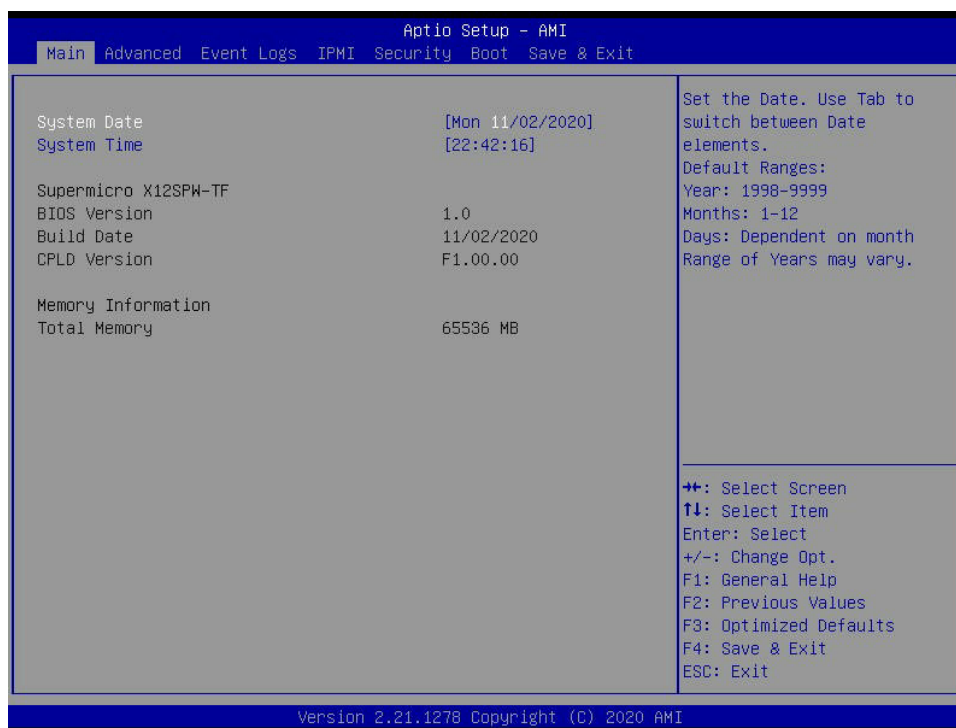 Aptio Setup – AMI
Main Advanced Event Logs IPMI Security Boot Save & Exit
System Date [Mon 11/02/2020]
System Time [22:42:16]
Supermicro X12SPW-TF
BIOS Version 1.0
Build Date 11/02/2020
CPLD Version F1.00.00
Memory Information
Total Memory 65536 MB
Set the Date. Use Tab to
switch between Date
elements.
Default Ranges:
Year: 1998-9999
Months: 1-12
Days: Dependent on month
Range of Years may vary.
→←: Select Screen
↑↓: Select Item
Enter: Select
+/-: Change Opt.
F1: General Help
F2: Previous Values
F3: Optimized Defaults
F4: Save & Exit
ESC: Exit
Version 2.21.1278 Copyright (C) 2020 AMI